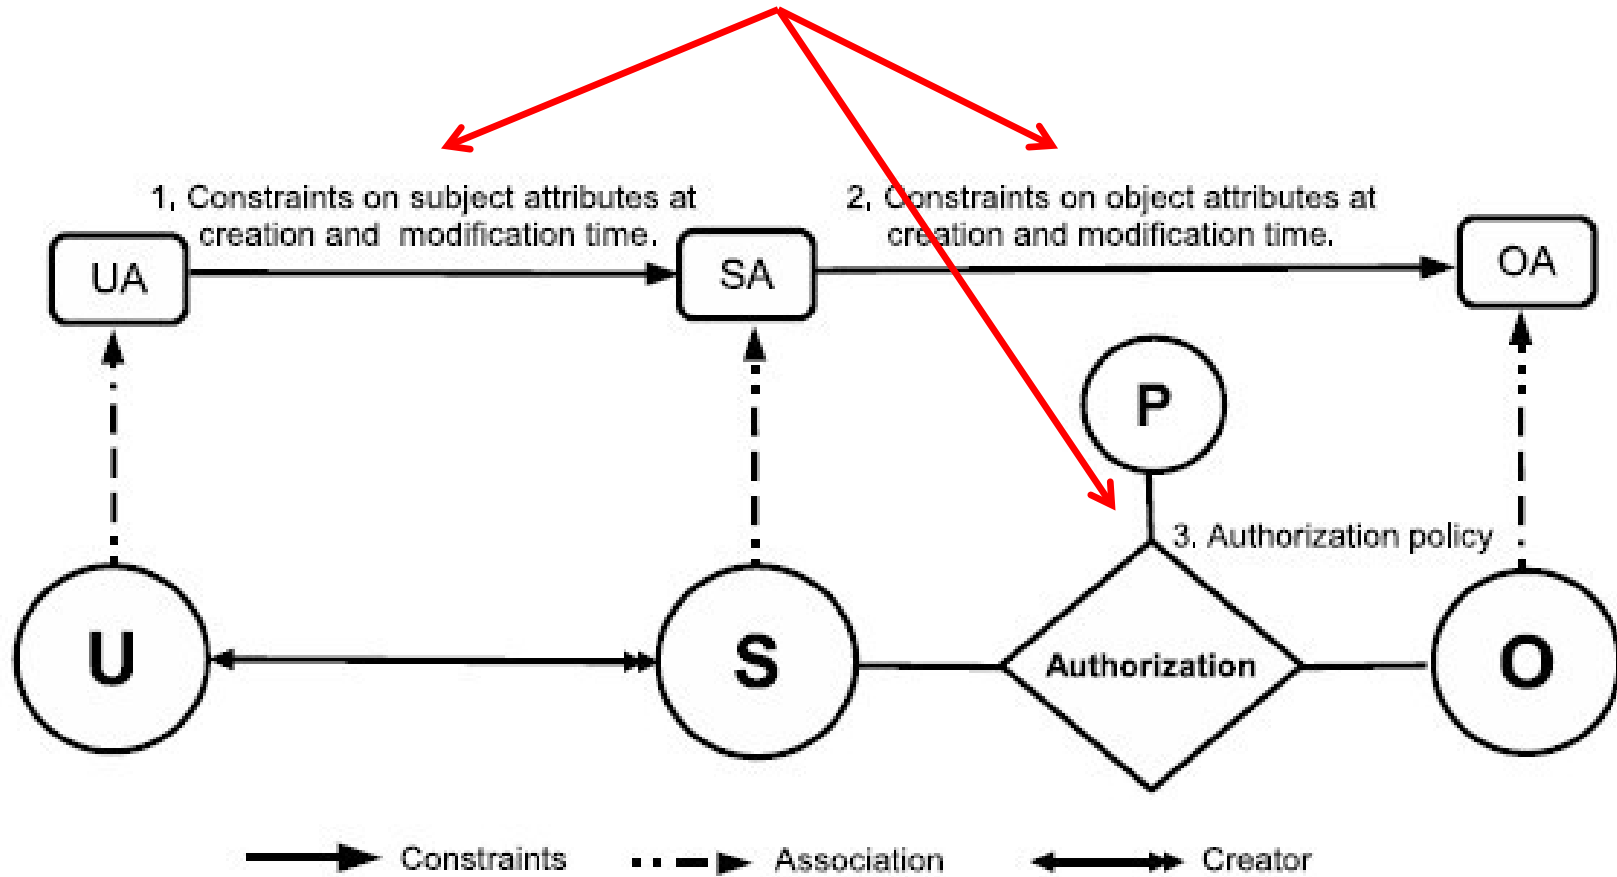 1. Constraints on subject attributes at
creation and modification time.
2. Constraints on object attributes at
creation and modification time.
UA
SA
OA
P
3. Authorization policy
U
S
Authorization
O
Constraints
Association
Creator